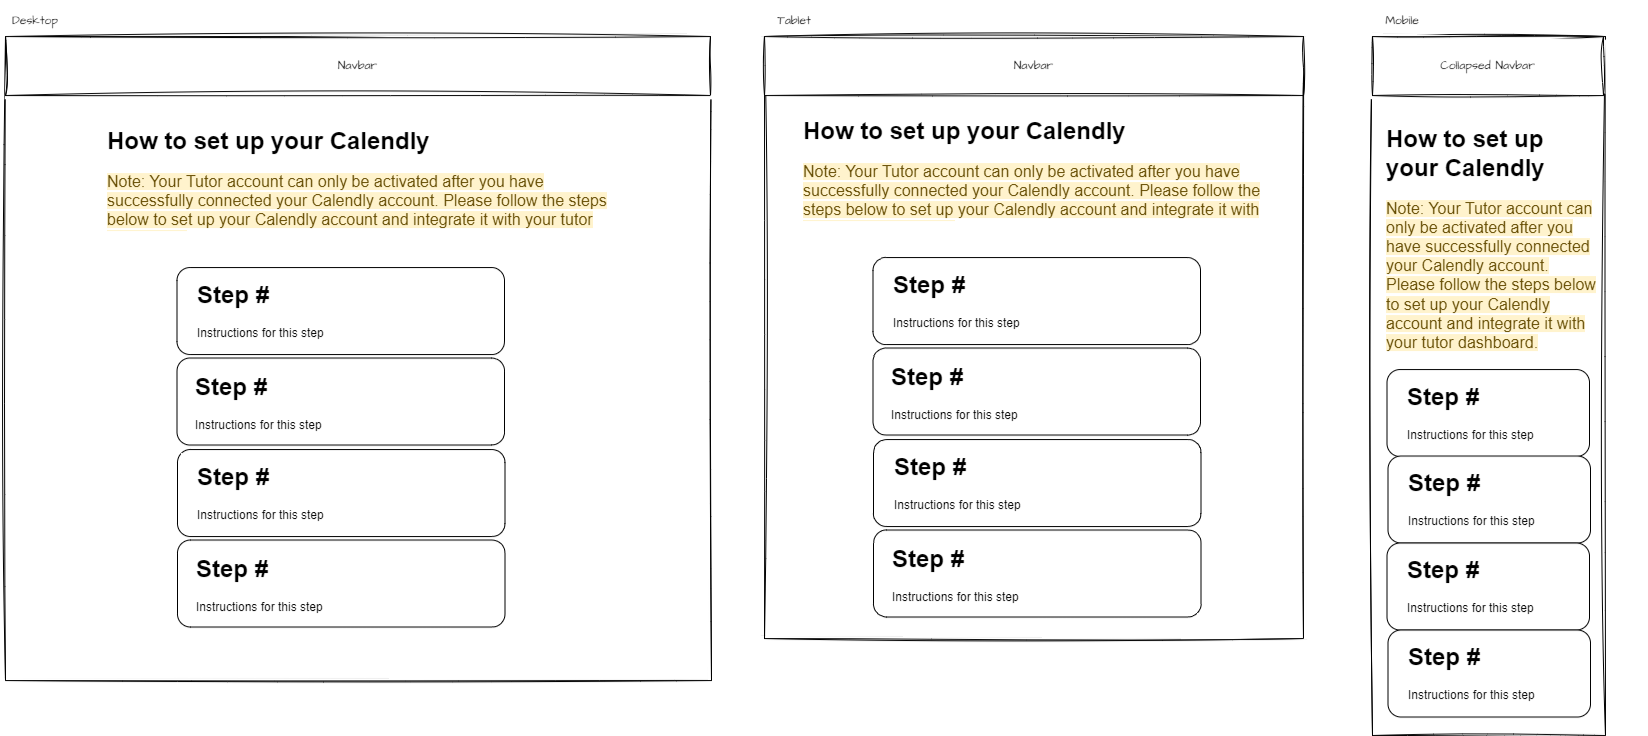 Desktop
Navbar
How to set up your Calendly
Note: Your Tutor account can only be activated after you have
successfully connected your Calendly account. Please follow the steps
below to set up your Calendly account and integrate it with your tutor
Step #
Instructions for this step
Step #
Instructions for this step
Step #
Instructions for this step
Step #
Instructions for this step
Tablet
Navbar
How to set up your Calendly
Note: Your Tutor account can only be activated after you have
successfully connected your Calendly account. Please follow the
steps below to set up your Calendly account and integrate it with
Step #
Instructions for this step
Step #
Instructions for this step
Step #
Instructions for this step
Step #
Instructions for this step
Mobile
Collapsed Navbar
How to set up
your Calendly
Note: Your Tutor account can
only be activated after you
have successfully connected
your Calendly account.
Please follow the steps below
to set up your Calendly
account and integrate it with
your tutor dashboard.
Step #
Instructions for this step
Step #
Instructions for this step
Step #
Instructions for this step
Step #
Instructions for this step